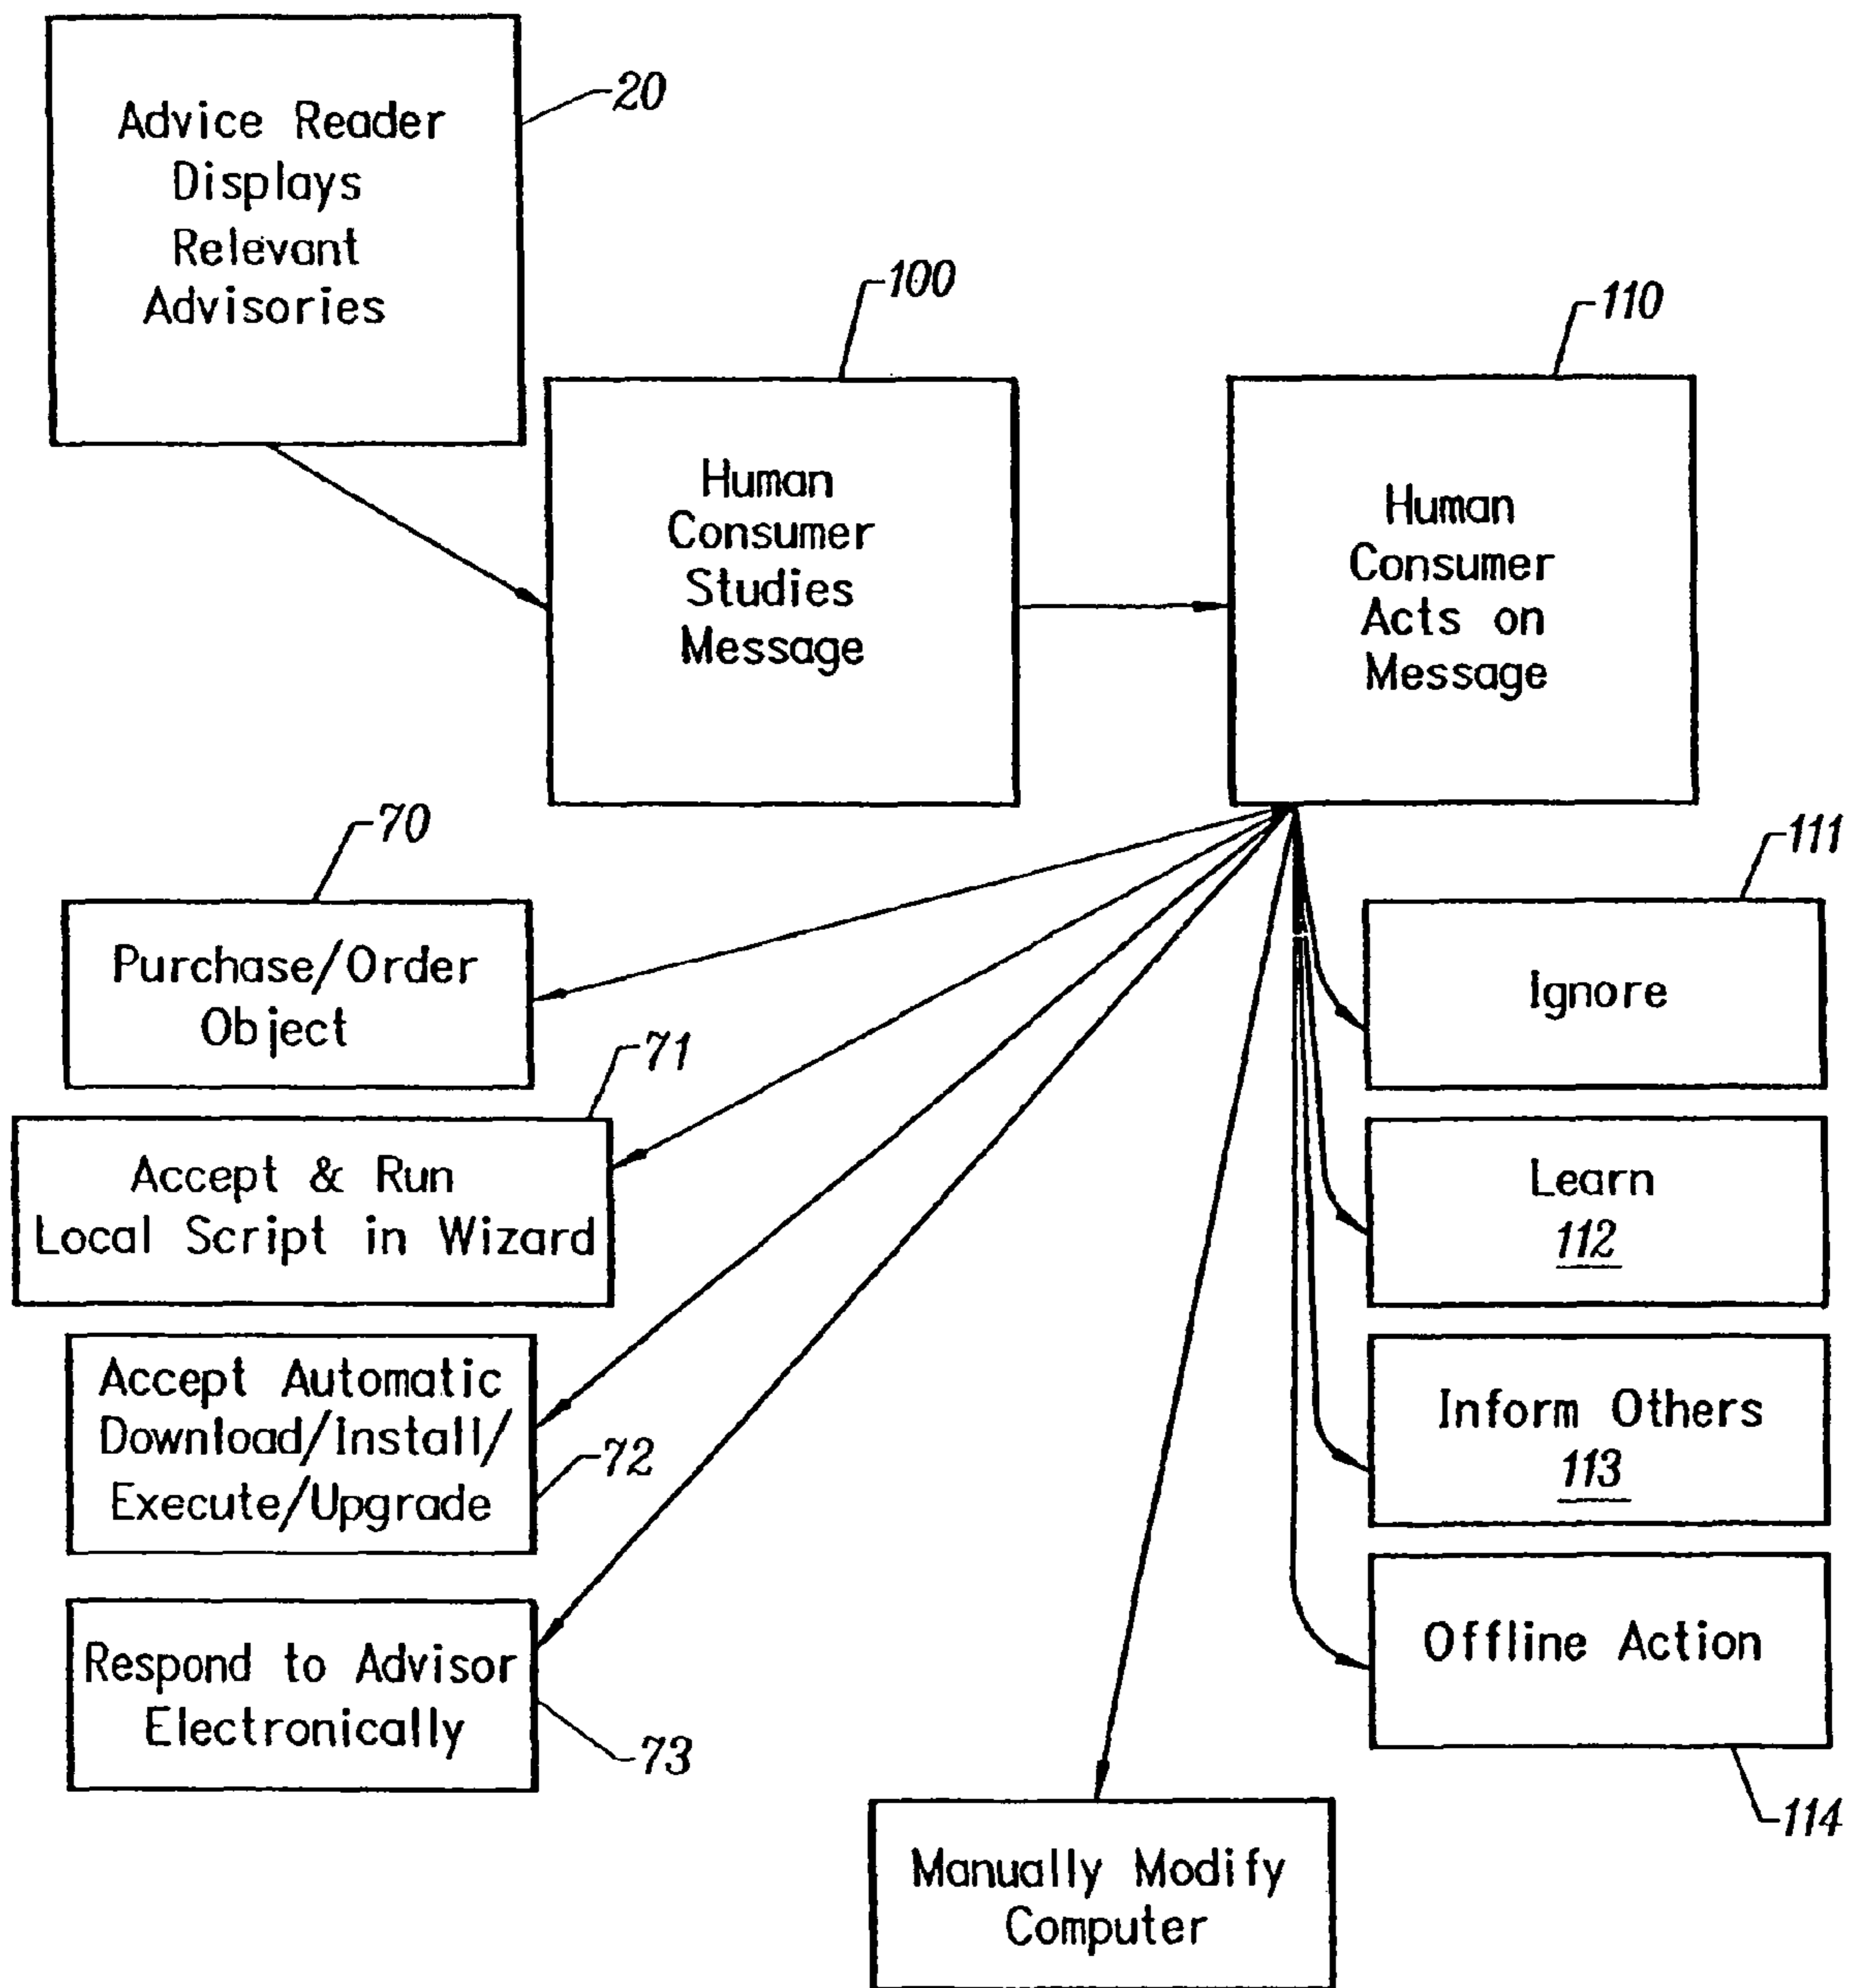 Advice Reader
Displays
Relevant
Advisories
20
Human
Consumer
Studies
Message
100
Human
Consumer
Acts on
Message
110
Purchase/Order
Object
70
Accept & Run
Local Script in Wizard
71
Accept Automatic
Download/Install/
Execute/Upgrade
72
Respond to Advisor
Electronically
73
Manually Modify
Computer
Ignore
111
Learn
112
Inform Others
113
Offline Action
114